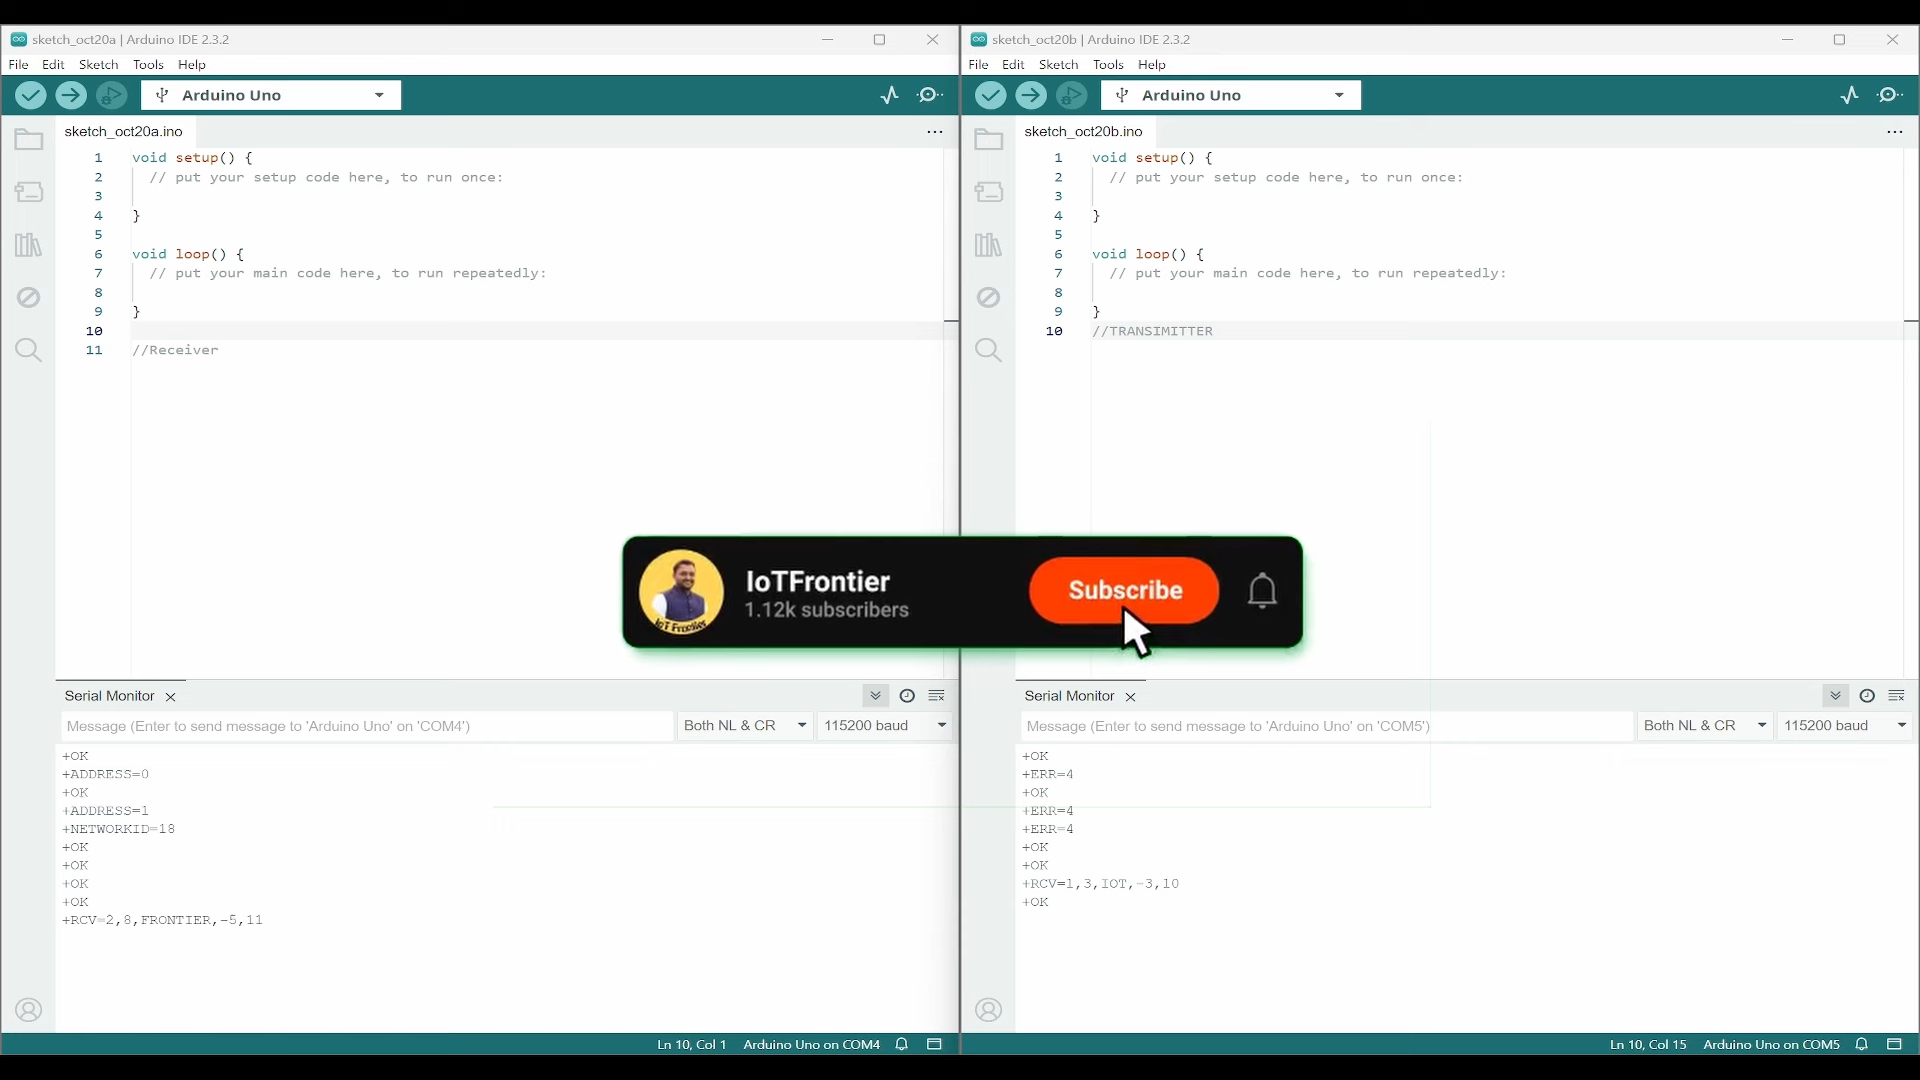 sketch_oct20a | Arduino IDE 2.3.2
File Edit Sketch Tools Help
Arduino Uno
sketch_oct20a.ino
1 void setup() {
2 // put your setup code here, to run once:
3
4 }
5
6 void loop() {
7 // put your main code here, to run repeatedly:
8
9 }
10
11 //Receiver
Serial Monitor
Message (Enter to send message to 'Arduino Uno' on 'COM4')
Both NL & CR
115200 baud
+OK
+ADDRESS=0
+OK
+ADDRESS=1
+NETWORKID=18
+OK
+OK
+OK
+OK
+RCV=2,8,FRONTIER,-5,11
Ln 10, Col 1 Arduino Uno on COM4
sketch_oct20b | Arduino IDE 2.3.2
File Edit Sketch Tools Help
Arduino Uno
sketch_oct20b.ino
1 void setup() {
2 // put your setup code here, to run once:
3
4 }
5
6 void loop() {
7 // put your main code here, to run repeatedly:
8
9 }
10 //TRANSIMITTER
Serial Monitor
Message (Enter to send message to 'Arduino Uno' on 'COM5')
Both NL & CR
115200 baud
+OK
+ERR=4
+OK
+ERR=4
+ERR=4
+OK
+OK
+RCV=1,3,IOT,-3,10
+OK
Ln 10, Col 15 Arduino Uno on COM5
IoTFrontier
1.12k subscribers
Subscribe
IoT Frontier